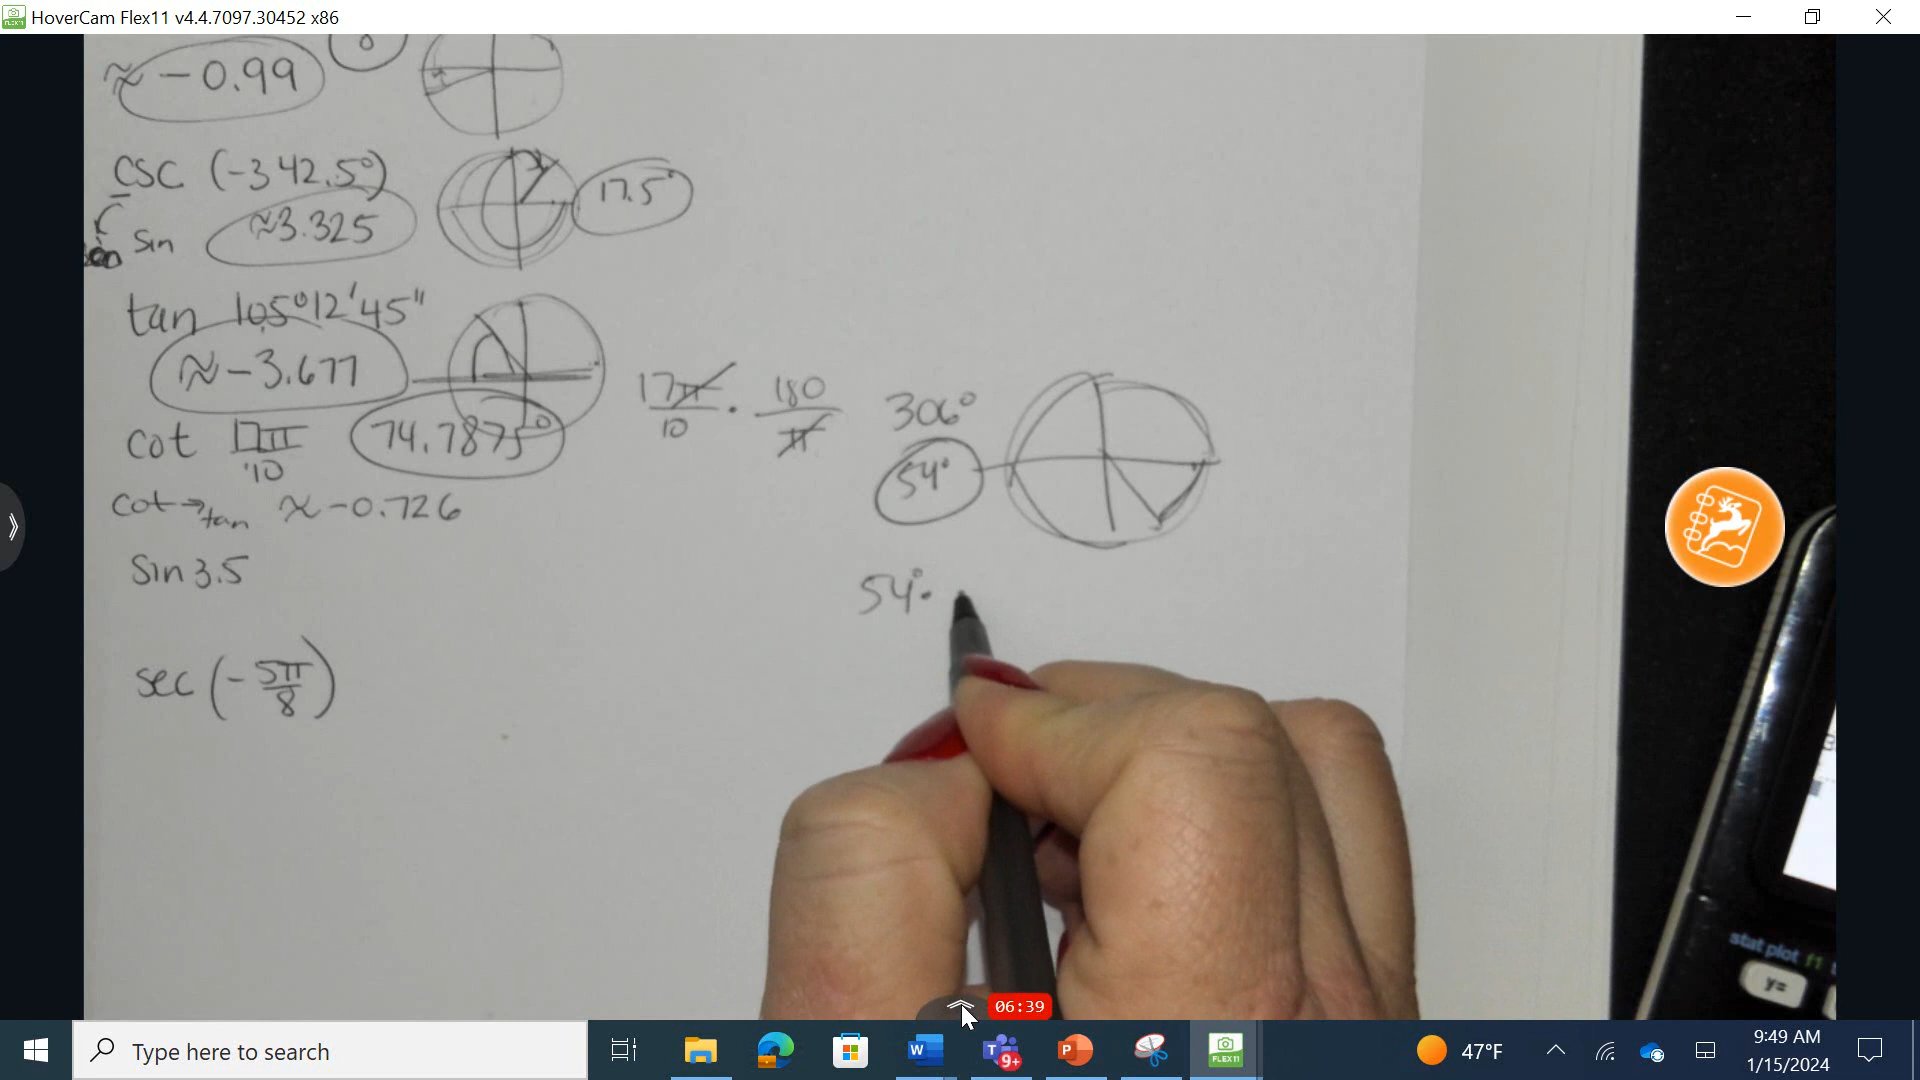 HoverCam Flex11 v4.4.7097.30452 x86
≈ -0.99
csc (-342.5°)
17.5°
sin ≈3.325
tan 105°12'45"
≈ -3.677
17π/10 · 180/π
306°
cot 17π/10
74.7875°
54°
cot → tan ≈ -0.726
sin 3.5
54° ·
sec (- 5π/8)
stat plot f1
y=
06:39
Type here to search
9+
FLEX11
47°F
9:49 AM
1/15/2024